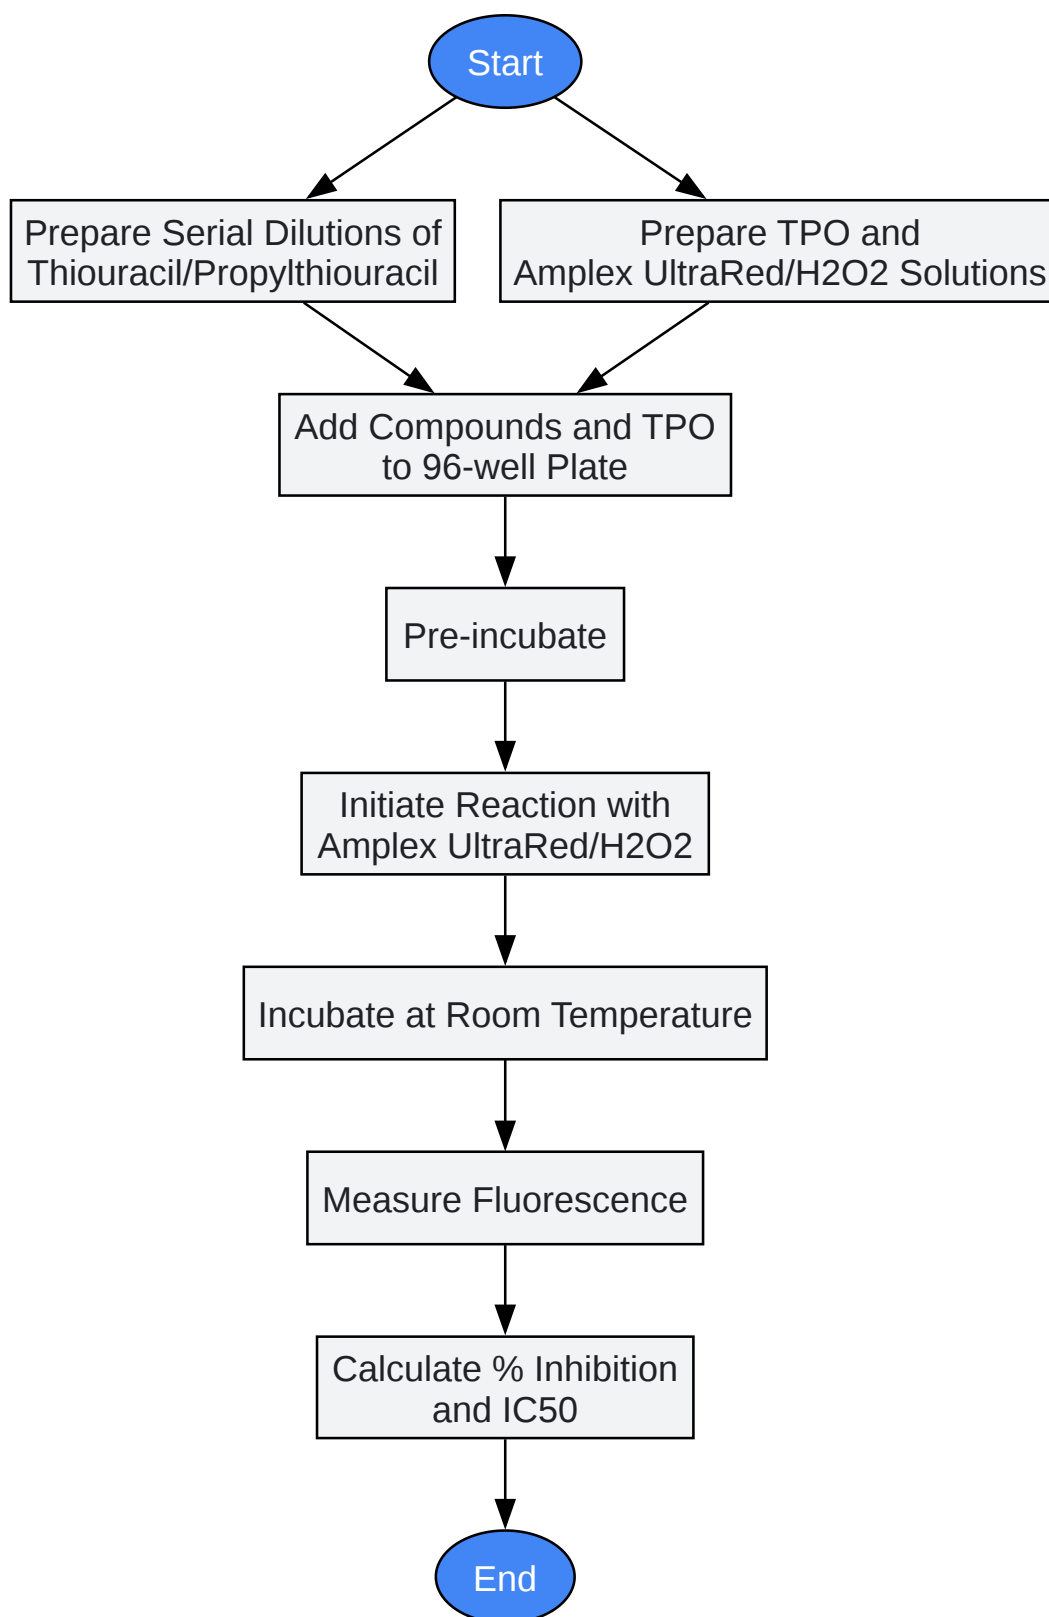 Start
Prepare Serial Dilutions of
Thiouracil/Propylthiouracil
Prepare TPO and
Amplex UltraRed/H2O2 Solutions
Add Compounds and TPO
to 96-well Plate
Pre-incubate
Initiate Reaction with
Amplex UltraRed/H2O2
Incubate at Room Temperature
Measure Fluorescence
Calculate % Inhibition
and IC50
End